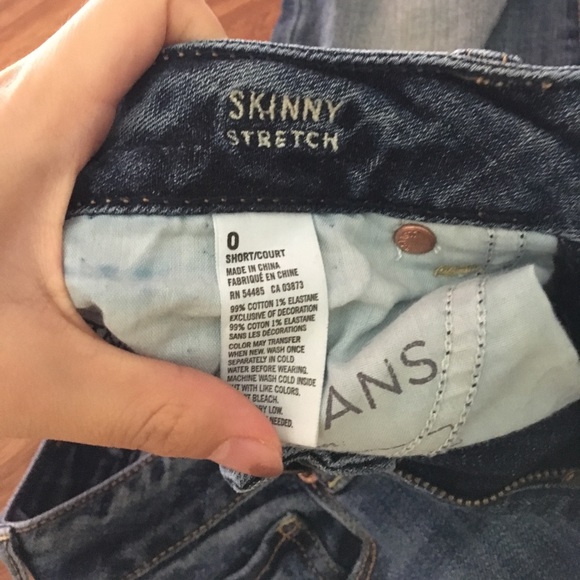 SKINNY
STRETCH
0
SHORT/COURT
MADE IN CHINA
FABRIQUÉ EN CHINE
RN 54485 CA 03873
99% COTTON 1% ELASTANE
EXCLUSIVE OF DECORATION
99% COTON 1% ELASTANE
SANS LES DÉCORATIONS
COLOR MAY TRANSFER
WHEN NEW. WASH ONCE
SEPARATELY IN COLD
WATER BEFORE WEARING.
MACHINE WASH COLD INSIDE
WITH LIKE COLORS.
BLEACH.
LOW.
NEEDED.
ANS